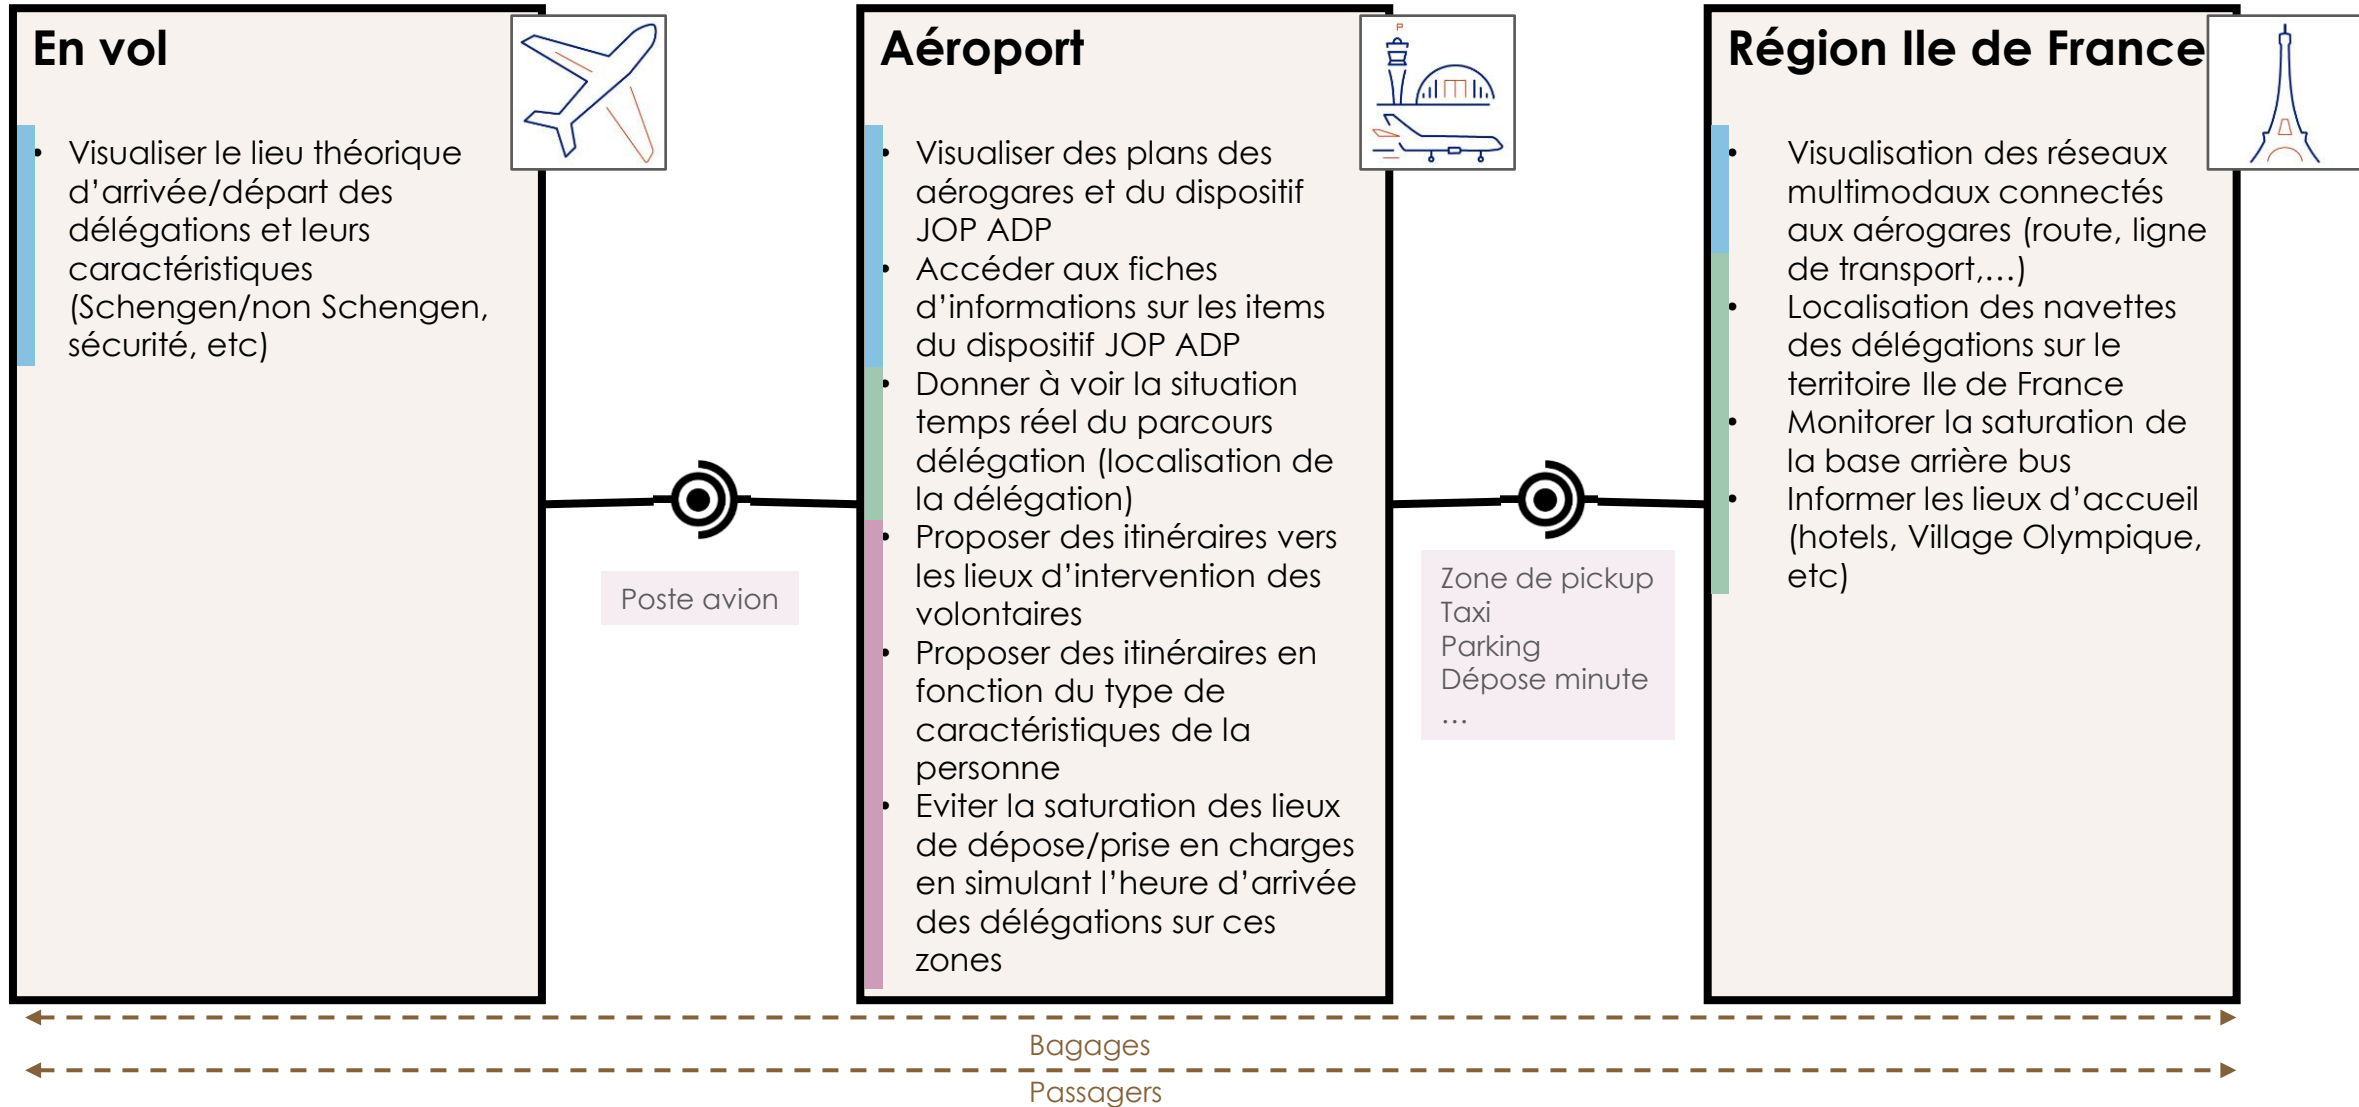 En vol
• Visualiser le lieu théorique
d’arrivée/départ des
délégations et leurs
caractéristiques
(Schengen/non Schengen,
sécurité, etc)
Poste avion
Aéroport
• Visualiser des plans des
aérogares et du dispositif
JOP ADP
• Accéder aux fiches
d’informations sur les items
du dispositif JOP ADP
• Donner à voir la situation
temps réel du parcours
délégation (localisation de
la délégation)
• Proposer des itinéraires vers
les lieux d’intervention des
volontaires
• Proposer des itinéraires en
fonction du type de
caractéristiques de la
personne
• Eviter la saturation des lieux
de dépose/prise en charges
en simulant l’heure d’arrivée
des délégations sur ces
zones
Zone de pickup
Taxi
Parking
Dépose minute
…
Région Ile de France
• Visualisation des réseaux
multimodaux connectés
aux aérogares (route, ligne
de transport,…)
• Localisation des navettes
des délégations sur le
territoire Ile de France
• Monitorer la saturation de
la base arrière bus
• Informer les lieux d’accueil
(hotels, Village Olympique,
etc)
Bagages
Passagers